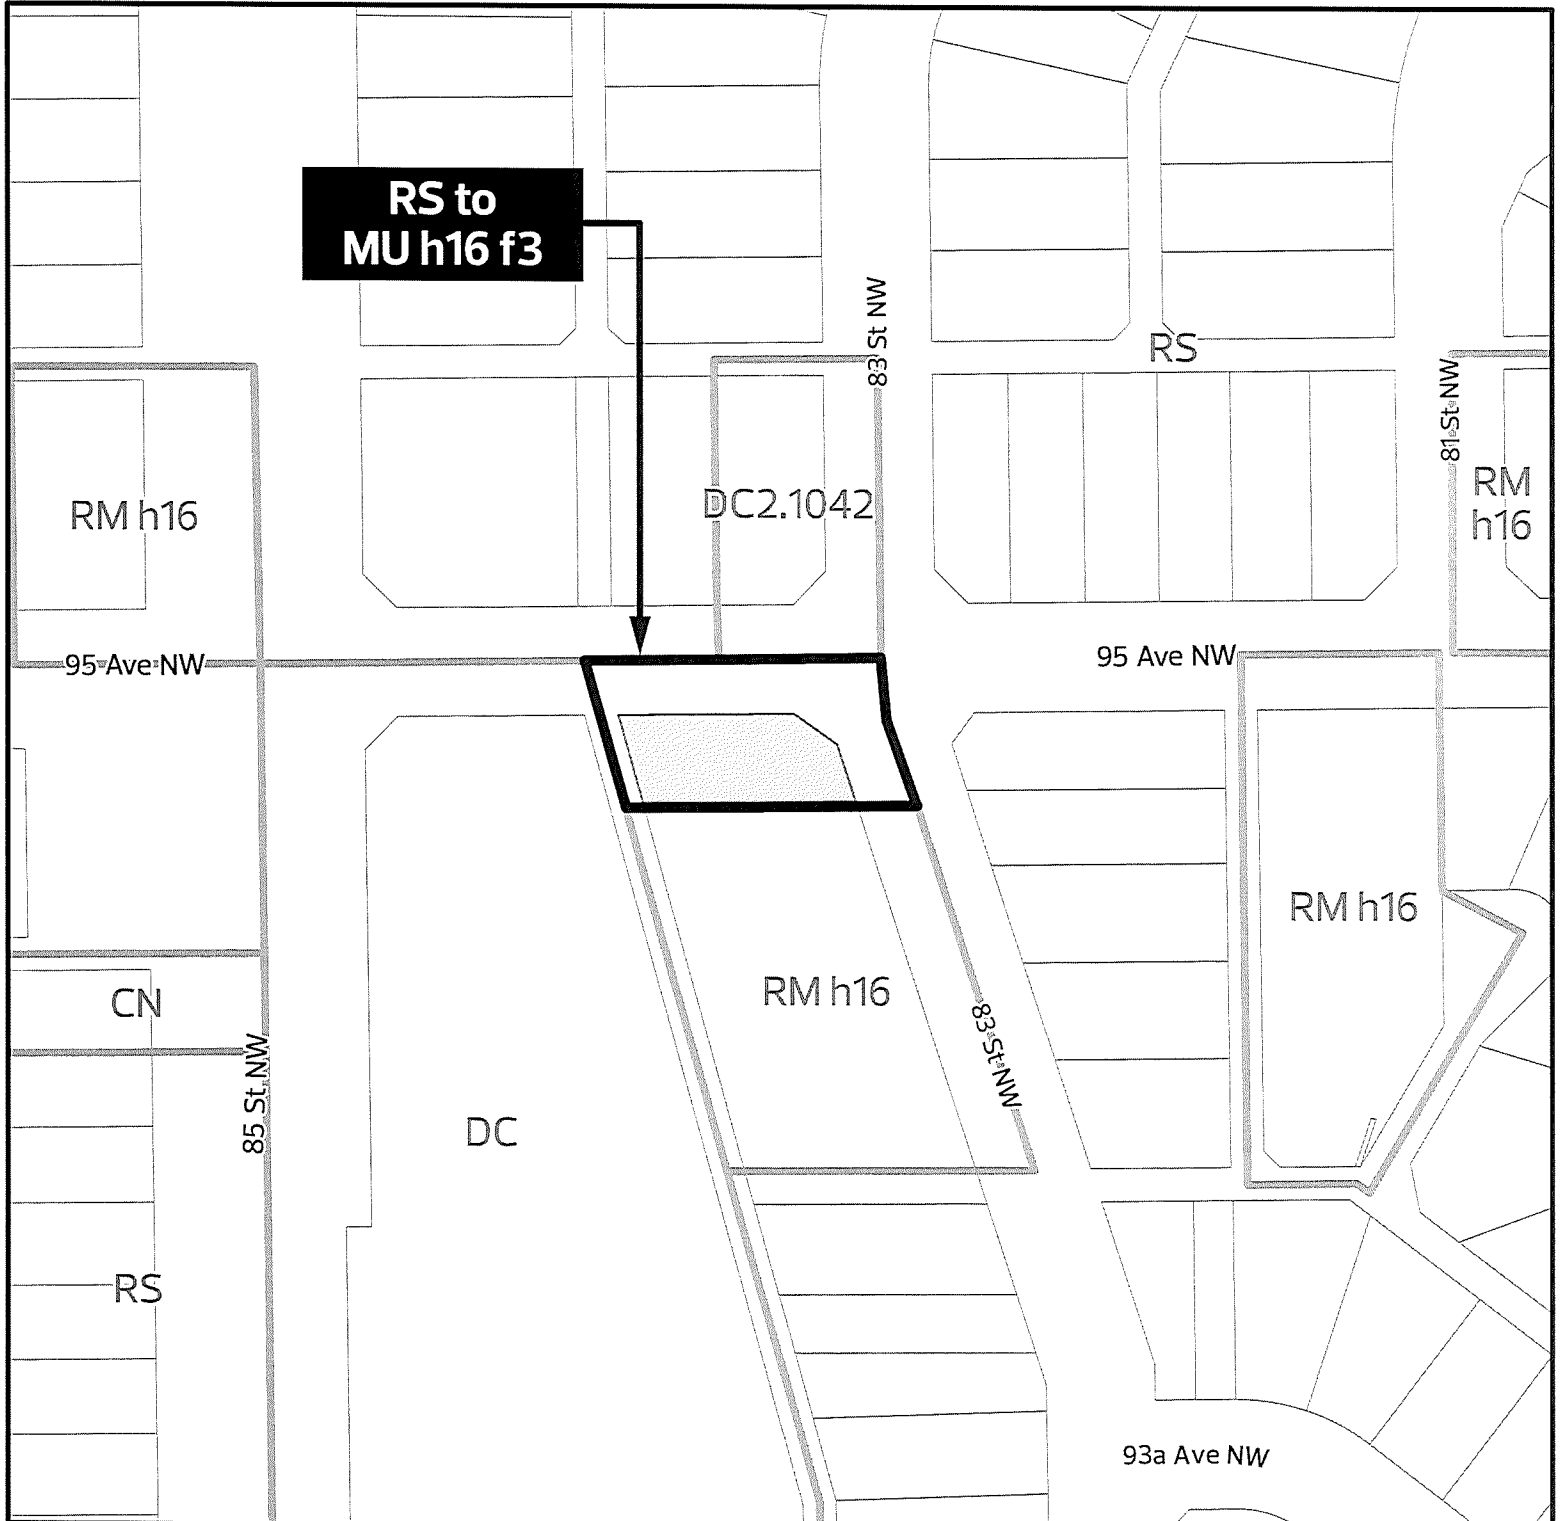 RS to
MU h16 f3
83 St NW
RS
81 St NW
RM h16
DC2.1042
RM
h16
95 Ave NW
95 Ave NW
RM h16
CN
RM h16
83 St NW
85 St NW
DC
RS
93a Ave NW